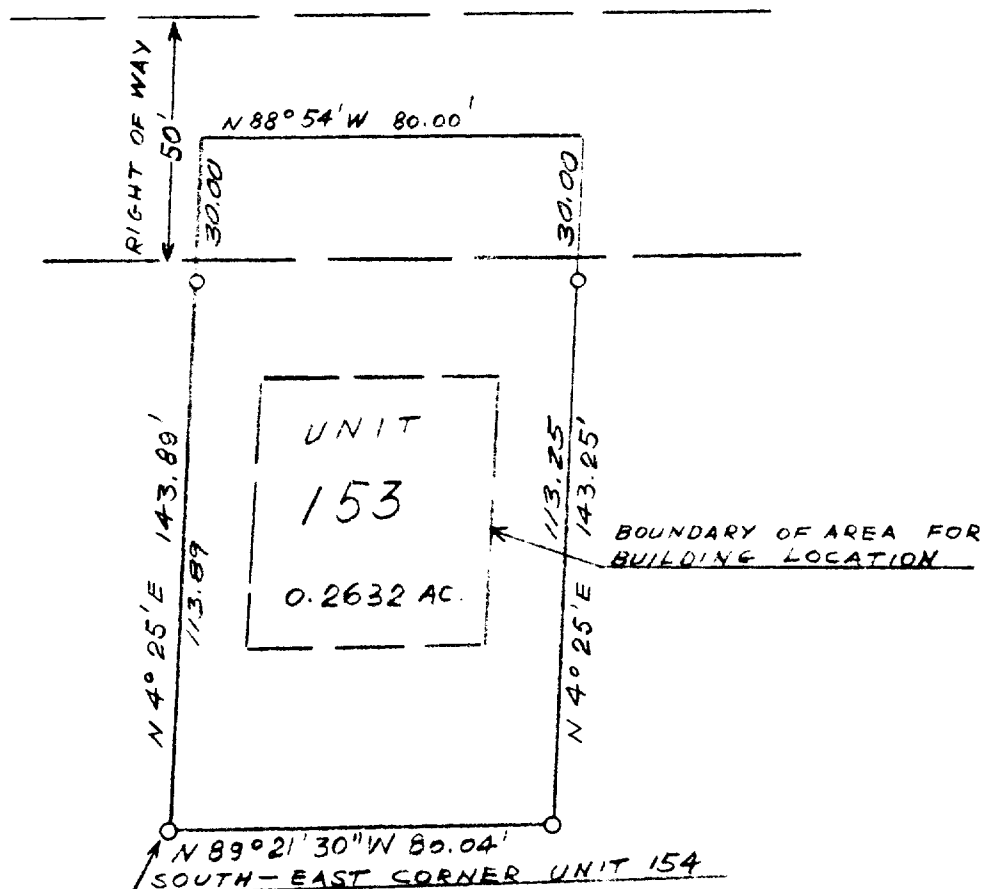 RIGHT OF WAY
50'
N 88° 54' W 80.00'
30.00
30.00
UNIT
153
0.2632 AC.
N 4° 25' E 143.89'
113.89
113.25
N 4° 25' E 143.25'
BOUNDARY OF AREA FOR
BUILDING LOCATION
N 89° 21' 30" W 80.04'
SOUTH-EAST CORNER UNIT 154